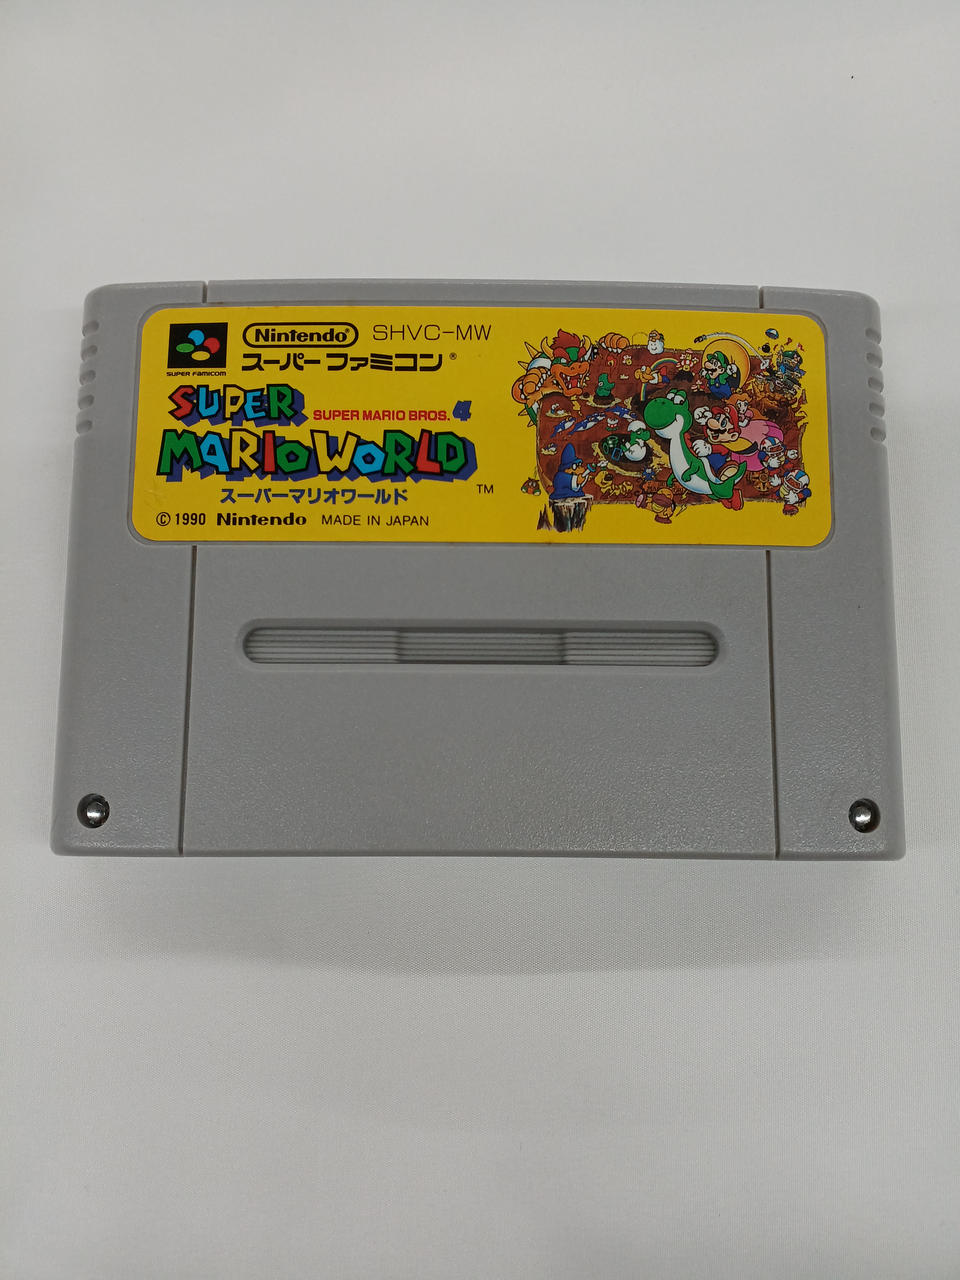 Nintendo® SHVC-MW
SUPER FAMICOM
スーパーファミコン®
SUPER
SUPER MARIO BROS. 4
MARIO WORLD ™
スーパーマリオワールド
© 1990 Nintendo MADE IN JAPAN